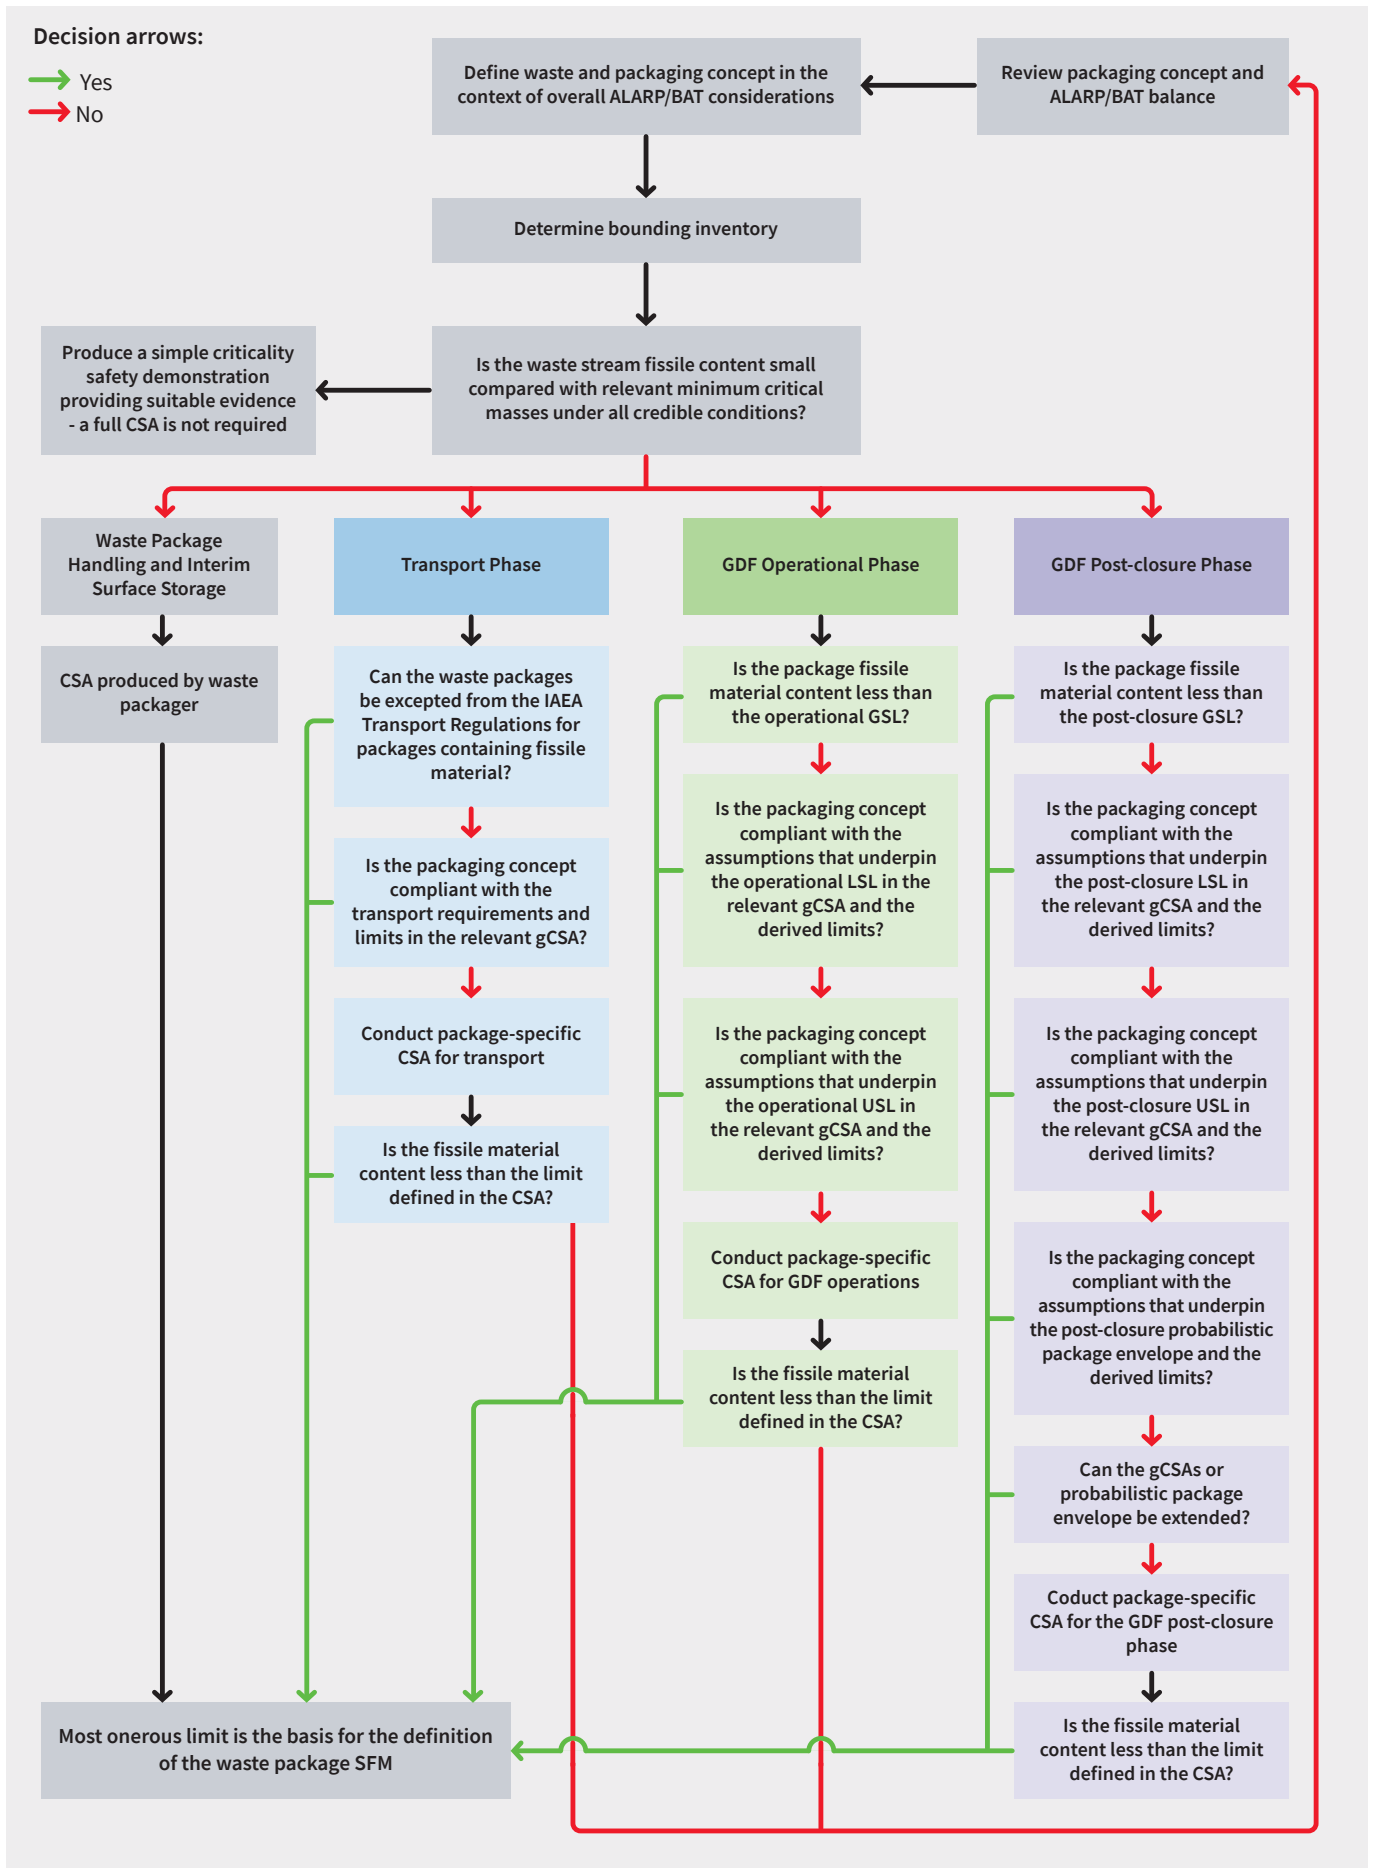 Decision arrows:
Yes
No
Define waste and packaging concept in the
context of overall ALARP/BAT considerations
Review packaging concept and
ALARP/BAT balance
Determine bounding inventory
Produce a simple criticality
safety demonstration
providing suitable evidence
- a full CSA is not required
Is the waste stream fissile content small
compared with relevant minimum critical
masses under all credible conditions?
Waste Package
Handling and Interim
Surface Storage
CSA produced by waste
packager
Transport Phase
Can the waste packages
be excepted from the IAEA
Transport Regulations for
packages containing fissile
material?
Is the packaging concept
compliant with the
transport requirements and
limits in the relevant gCSA?
Conduct package-specific
CSA for transport
Is the fissile material
content less than the limit
defined in the CSA?
GDF Operational Phase
Is the package fissile
material content less than
the operational GSL?
Is the packaging concept
compliant with the
assumptions that underpin
the operational LSL in the
relevant gCSA and the
derived limits?
Is the packaging concept
compliant with the
assumptions that underpin
the operational USL in
the relevant gCSA and the
derived limits?
Conduct package-specific
CSA for GDF operations
Is the fissile material
content less than the limit
defined in the CSA?
GDF Post-closure Phase
Is the package fissile
material content less than
the post-closure GSL?
Is the packaging concept
compliant with the
assumptions that underpin
the post-closure LSL in
the relevant gCSA and the
derived limits?
Is the packaging concept
compliant with the
assumptions that underpin
the post-closure USL in
the relevant gCSA and the
derived limits?
Is the packaging concept
compliant with the
assumptions that underpin
the post-closure probabilistic
package envelope and the
derived limits?
Can the gCSAs or
probabilistic package
envelope be extended?
Coduct package-specific
CSA for the GDF post-closure
phase
Is the fissile material
content less than the limit
defined in the CSA?
Most onerous limit is the basis for the definition
of the waste package SFM